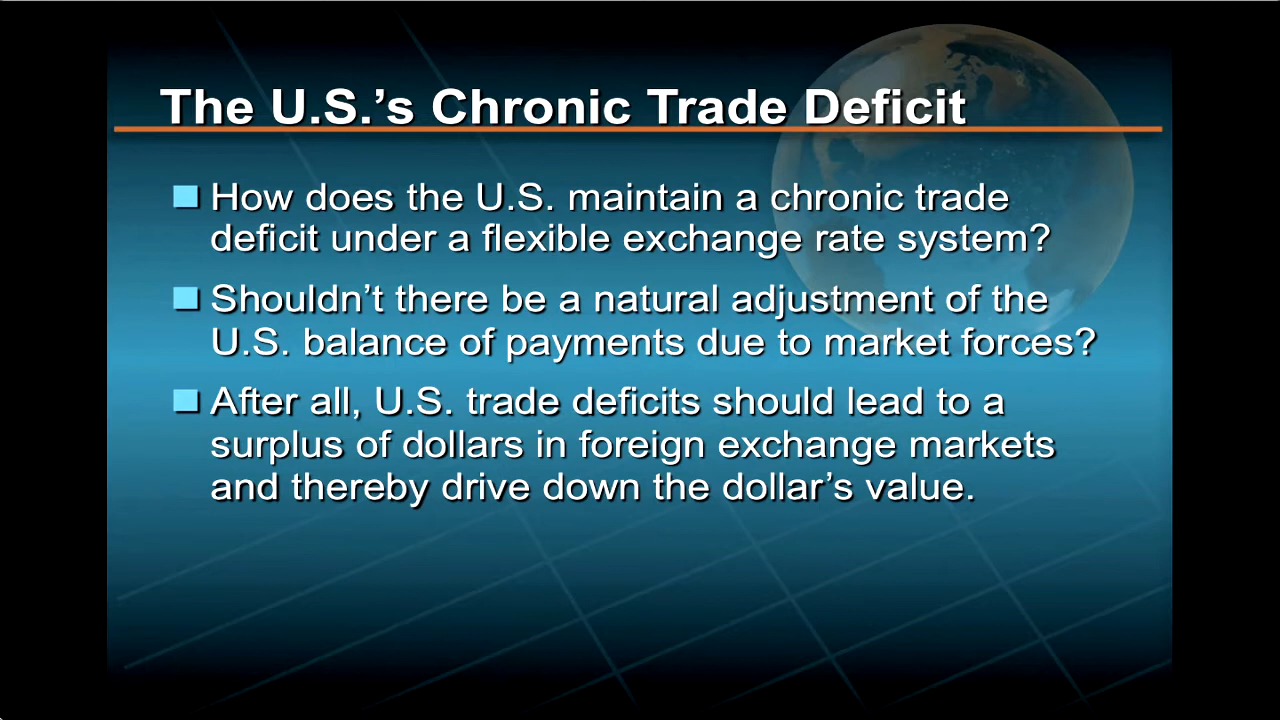 The U.S.’s Chronic Trade Deficit
How does the U.S. maintain a chronic trade
deficit under a flexible exchange rate system?
Shouldn’t there be a natural adjustment of the
U.S. balance of payments due to market forces?
After all, U.S. trade deficits should lead to a
surplus of dollars in foreign exchange markets
and thereby drive down the dollar’s value.